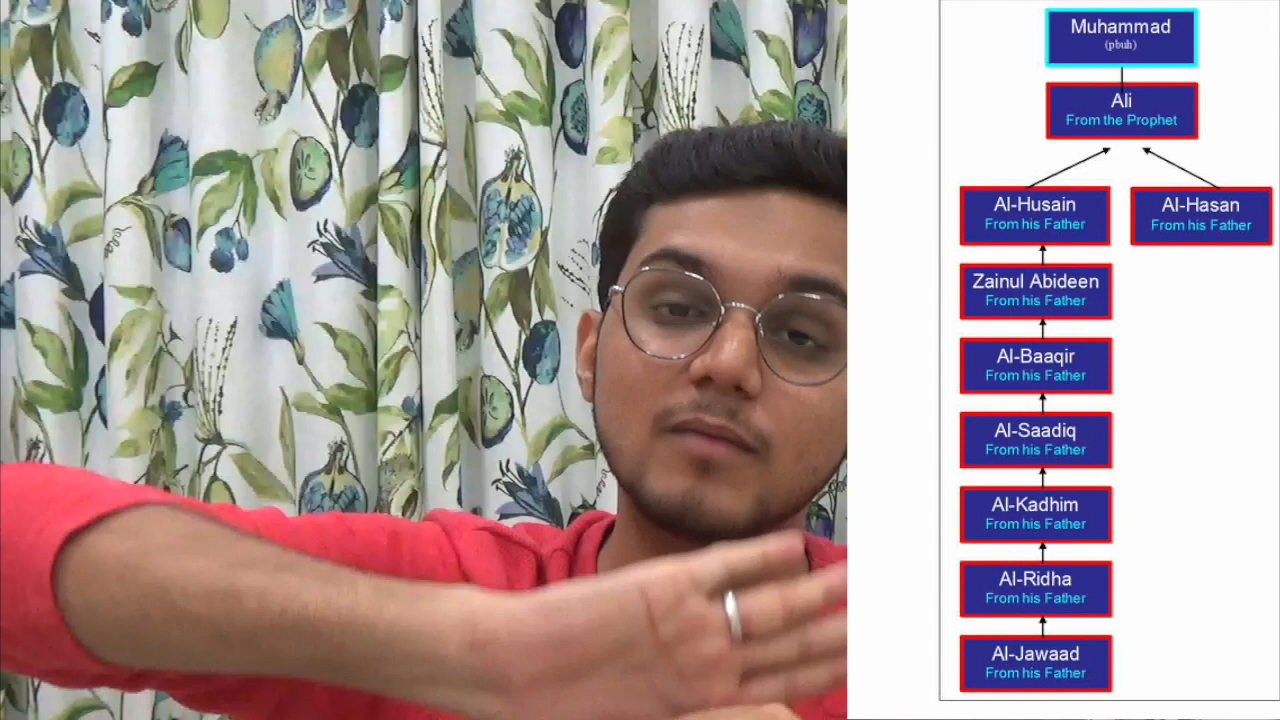 Muhammad
(pbuh)
Ali
From the Prophet
Al-Husain
From his Father
Al-Hasan
From his Father
Zainul Abideen
From his Father
Al-Baaqir
From his Father
Al-Saadiq
From his Father
Al-Kadhim
From his Father
Al-Ridha
From his Father
Al-Jawaad
From his Father